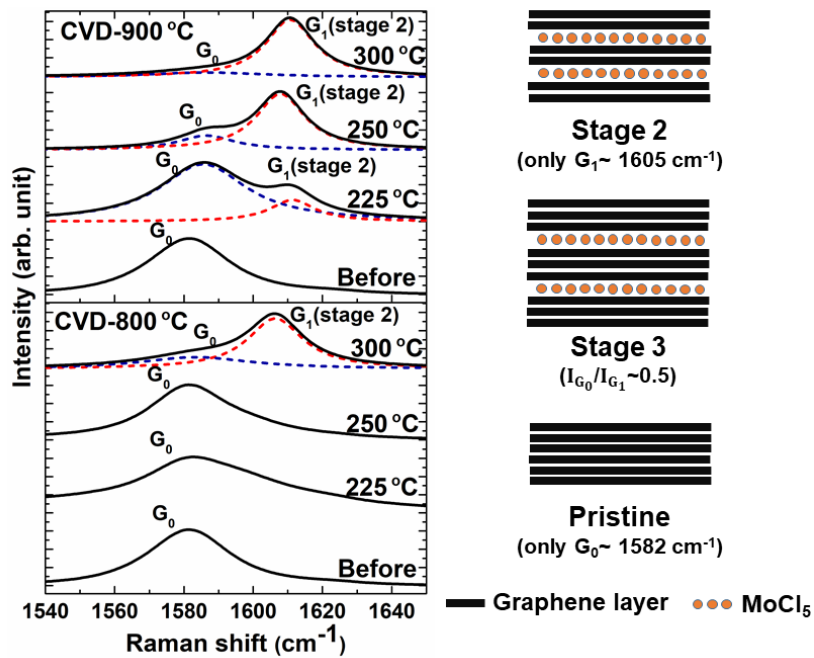 CVD-900 °C
G₀
G₁(stage 2)
300 °C
G₀
G₁(stage 2)
250 °C
G₀
G₁(stage 2)
225 °C
G₀
Before
CVD-800 °C
G₀
G₁(stage 2)
300 °C
G₀
250 °C
G₀
225 °C
G₀
Before
Intensity (arb. unit)
1540 1560 1580 1600 1620 1640
Raman shift (cm⁻¹)
Stage 2
(only G₁~ 1605 cm⁻¹)
Stage 3
(I_G₀/I_G₁~0.5)
Pristine
(only G₀~ 1582 cm⁻¹)
Graphene layer
MoCl₅